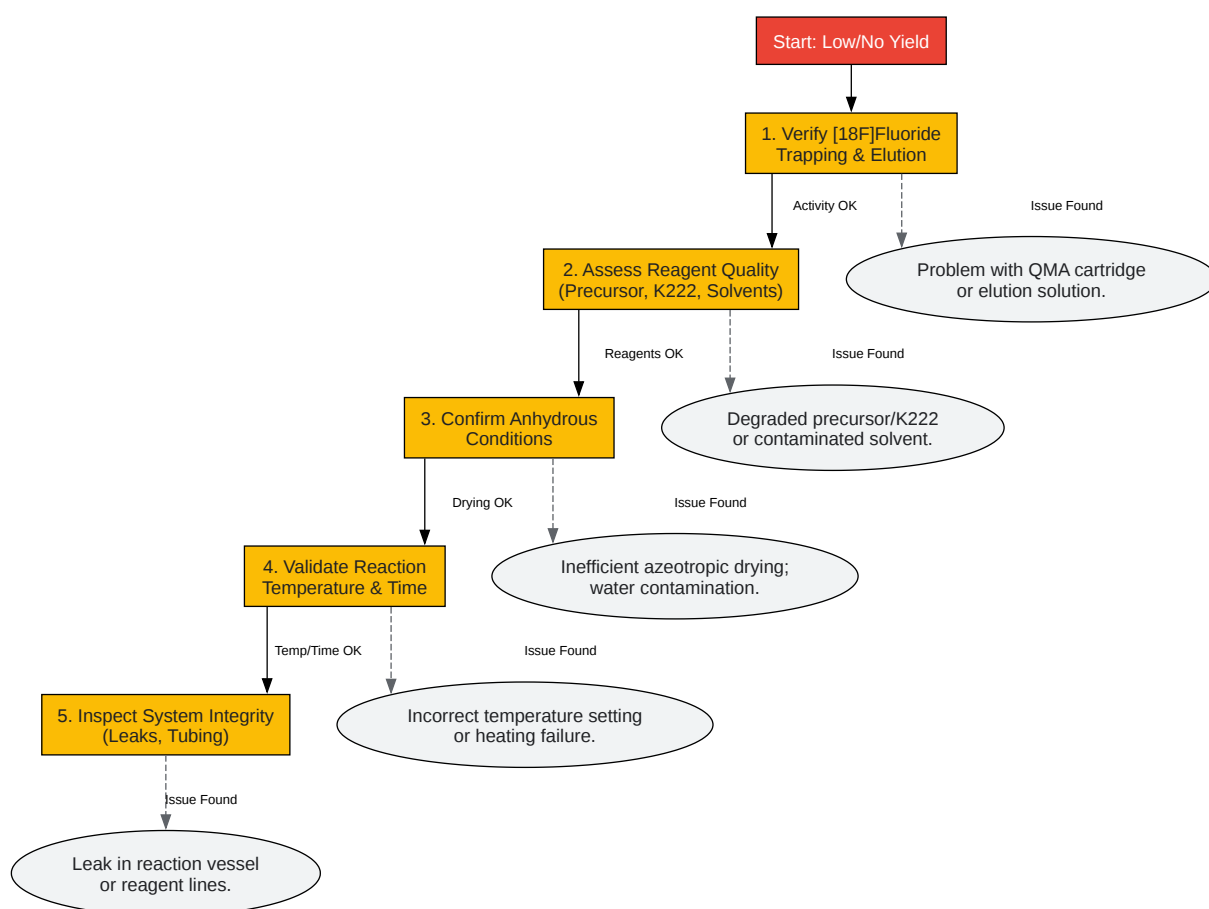 Start: Low/No Yield
1. Verify [18F]Fluoride
Trapping & Elution
Activity OK
Issue Found
2. Assess Reagent Quality
(Precursor, K222, Solvents)
Problem with QMA cartridge
or elution solution.
Reagents OK
Issue Found
3. Confirm Anhydrous
Conditions
Degraded precursor/K222
or contaminated solvent.
Drying OK
Issue Found
4. Validate Reaction
Temperature & Time
Inefficient azeotropic drying;
water contamination.
Temp/Time OK
Issue Found
5. Inspect System Integrity
(Leaks, Tubing)
Incorrect temperature setting
or heating failure.
Issue Found
Leak in reaction vessel
or reagent lines.